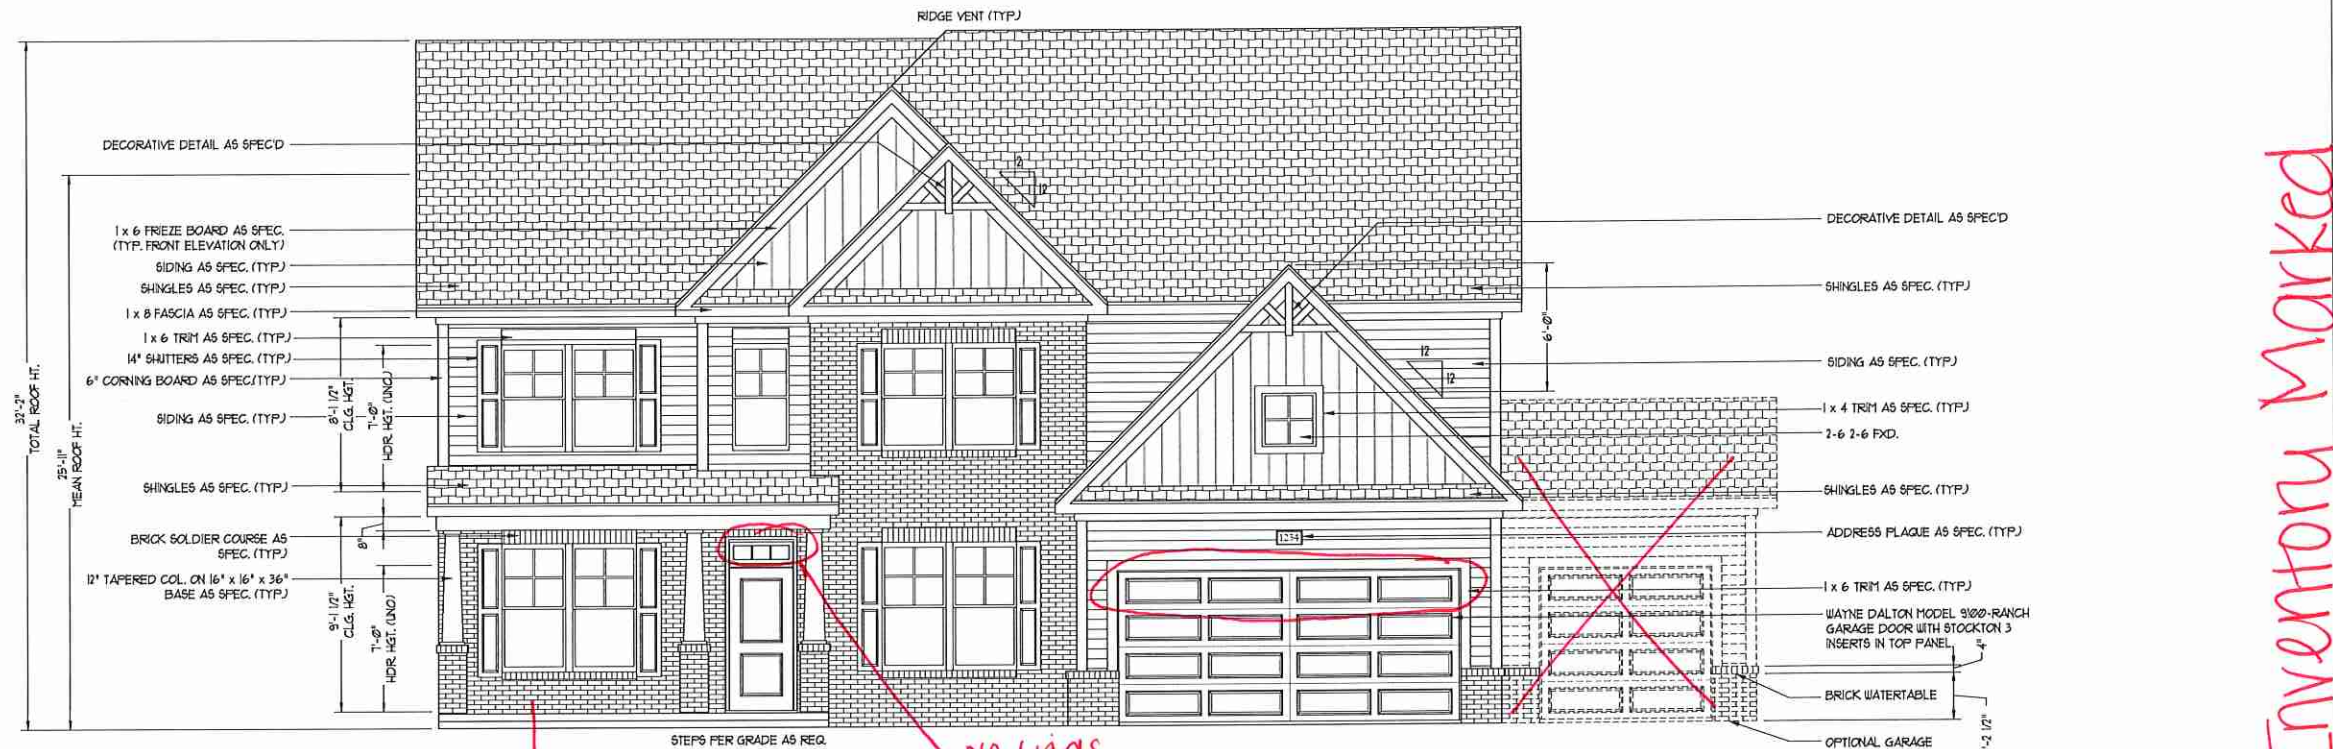 RIDGE VENT (TYP.)
DECORATIVE DETAIL AS SPEC'D
1 x 6 FRIEZE BOARD AS SPEC.
(TYP. FRONT ELEVATION ONLY)
SIDING AS SPEC. (TYP.)
SHINGLES AS SPEC. (TYP.)
1 x 8 FASCIA AS SPEC. (TYP.)
1 x 6 TRIM AS SPEC. (TYP.)
14" SHUTTERS AS SPEC. (TYP.)
6" CORNING BOARD AS SPEC.(TYP.)
SIDING AS SPEC. (TYP.)
SHINGLES AS SPEC. (TYP.)
BRICK SOLDIER COURSE AS
SPEC. (TYP.)
12" TAPERED COL. ON 16" x 16" x 36"
BASE AS SPEC. (TYP.)
32'-2"
TOTAL ROOF HT.
25'-11"
MEAN ROOF HT.
8'-1 1/2"
CLG. HGT.
7'-0"
HDR. HGT. (UNO.)
8"
9'-1 1/2"
CLG. HGT.
7'-0"
HDR. HGT. (UNO.)
12
12
12
6'-0"
1234
DECORATIVE DETAIL AS SPEC'D
SHINGLES AS SPEC. (TYP.)
SIDING AS SPEC. (TYP.)
1 x 4 TRIM AS SPEC. (TYP.)
2-6 2-6 FXD.
SHINGLES AS SPEC. (TYP.)
ADDRESS PLAQUE AS SPEC. (TYP.)
1 x 6 TRIM AS SPEC. (TYP.)
WAYNE DALTON MODEL 9100-RANCH
GARAGE DOOR WITH STOCKTON 3
INSERTS IN TOP PANEL
4"
BRICK WATERTABLE
OPTIONAL GARAGE
STEPS PER GRADE AS REQ.
Inventory Marked